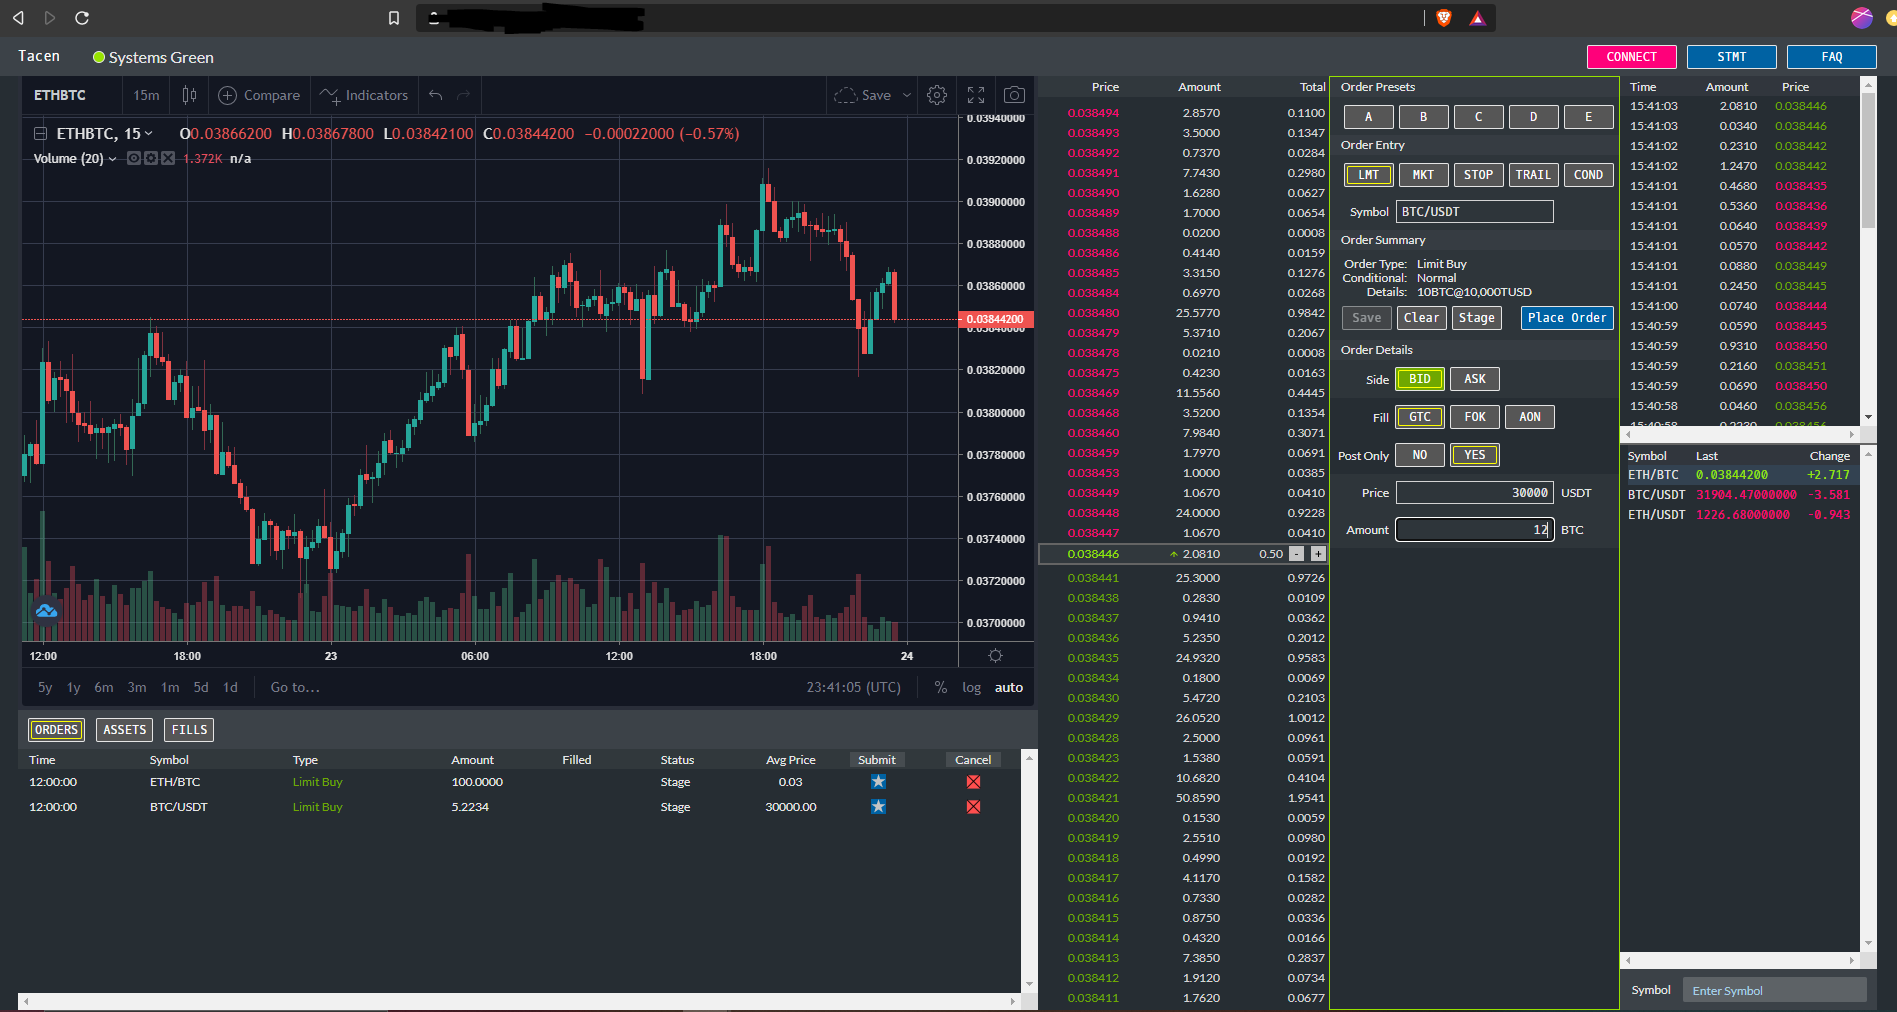 Tacen
Systems Green
CONNECT STMT FAQ
ETHBTC 15m Compare Indicators Save
ETHBTC, 15 O0.03866200 H0.03867800 L0.03842100 C0.03844200 −0.00022000 (−0.57%)
Volume (20) 1.372K n/a
0.03940000
0.03920000
0.03900000
0.03880000
0.03860000
0.03844200
0.03840000
0.03820000
0.03800000
0.03780000
0.03760000
0.03740000
0.03720000
0.03700000
12:00 18:00 23 06:00 12:00 18:00 24
5y 1y 6m 3m 1m 5d 1d Go to... 23:41:05 (UTC) % log auto
ORDERS ASSETS FILLS
Time Symbol Type Amount Filled Status Avg Price Submit Cancel
12:00:00 ETH/BTC Limit Buy 100.0000 Stage 0.03
12:00:00 BTC/USDT Limit Buy 5.2234 Stage 30000.00
Price Amount Total
0.038494 2.8570 0.1100
0.038493 3.5000 0.1347
0.038492 0.7370 0.0284
0.038491 7.7430 0.2980
0.038490 1.6280 0.0627
0.038489 1.7000 0.0654
0.038488 0.0200 0.0008
0.038486 0.4140 0.0159
0.038485 3.3150 0.1276
0.038484 0.6970 0.0268
0.038480 25.5770 0.9842
0.038479 5.3710 0.2067
0.038478 0.0210 0.0008
0.038475 0.4230 0.0163
0.038469 11.5560 0.4445
0.038468 3.5200 0.1354
0.038460 7.9840 0.3071
0.038459 1.7970 0.0691
0.038453 1.0000 0.0385
0.038449 1.0670 0.0410
0.038448 24.0000 0.9228
0.038447 1.0670 0.0410
0.038446 2.0810 0.50 - +
0.038441 25.3000 0.9726
0.038438 0.2830 0.0109
0.038437 0.9410 0.0362
0.038436 5.2350 0.2012
0.038435 24.9320 0.9583
0.038434 0.1800 0.0069
0.038430 5.4720 0.2103
0.038429 26.0520 1.0012
0.038428 2.5000 0.0961
0.038423 1.5380 0.0591
0.038422 10.6820 0.4104
0.038421 50.8590 1.9541
0.038420 0.1530 0.0059
0.038419 2.5510 0.0980
0.038418 0.4990 0.0192
0.038417 4.1170 0.1582
0.038416 0.7330 0.0282
0.038415 0.8750 0.0336
0.038414 0.4320 0.0166
0.038413 7.3850 0.2837
0.038412 1.9120 0.0734
0.038411 1.7620 0.0677
Order Presets
A B C D E
Order Entry
LMT MKT STOP TRAIL COND
Symbol BTC/USDT
Order Summary
Order Type: Limit Buy
Conditional: Normal
Details: 10BTC@10,000TUSD
Save Clear Stage Place Order
Order Details
Side BID ASK
Fill GTC FOK AON
Post Only NO YES
Price 30000 USDT
Amount 12 BTC
Time Amount Price
15:41:03 2.0810 0.038446
15:41:03 0.0340 0.038446
15:41:02 0.2310 0.038442
15:41:02 1.2470 0.038442
15:41:01 0.4680 0.038435
15:41:01 0.5360 0.038436
15:41:01 0.0640 0.038439
15:41:01 0.0570 0.038442
15:41:01 0.0880 0.038449
15:41:01 0.2450 0.038445
15:41:00 0.0740 0.038444
15:40:59 0.0590 0.038445
15:40:59 0.9310 0.038450
15:40:59 0.2160 0.038451
15:40:59 0.0690 0.038450
15:40:58 0.0460 0.038456
15:40:58 0.2230 0.038456
Symbol Last Change
ETH/BTC 0.03844200 +2.717
BTC/USDT 31904.47000000 -3.581
ETH/USDT 1226.68000000 -0.943
Symbol Enter Symbol